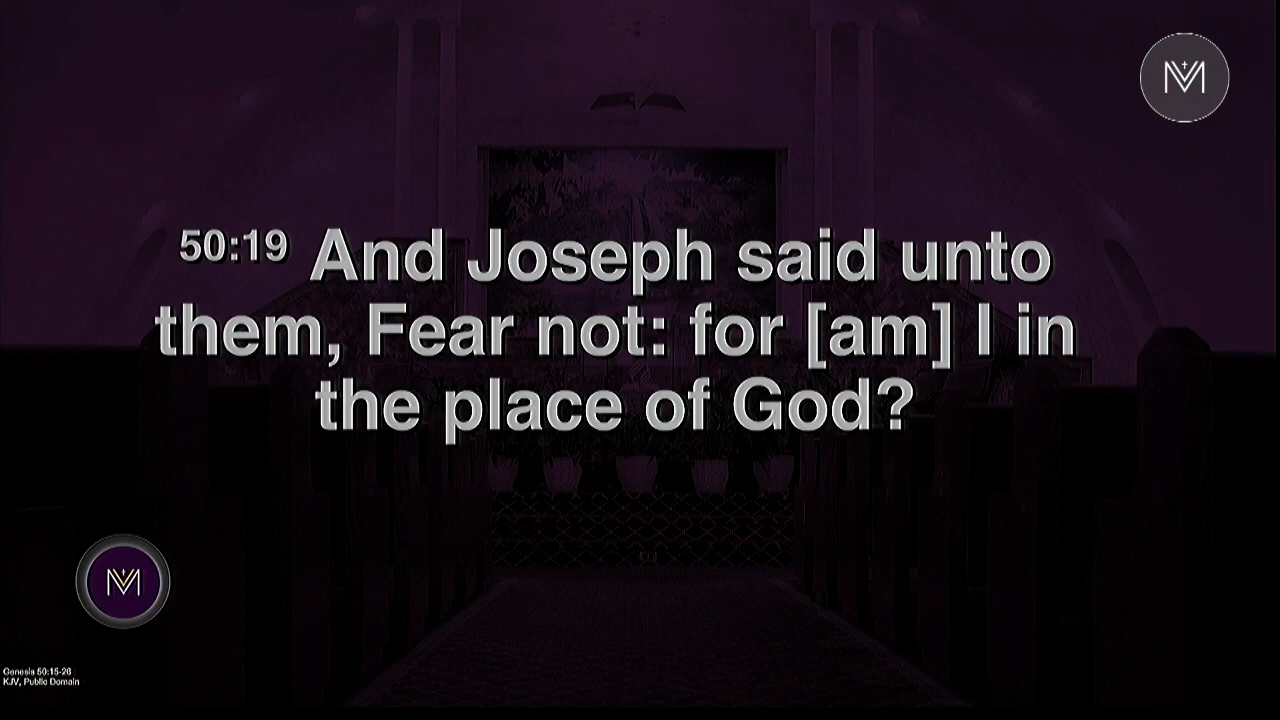 50:19 And Joseph said unto
them, Fear not: for [am] I in
the place of God?
Genesis 50:15-26
KJV, Public Domain